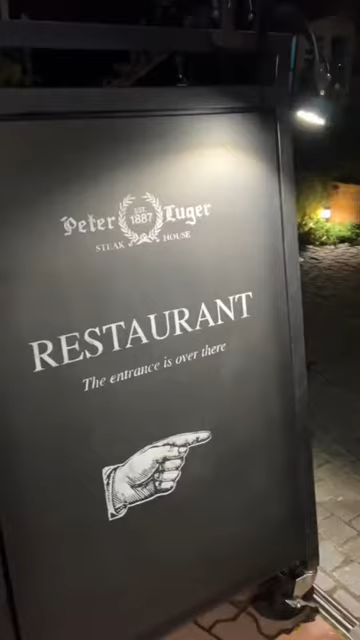 Peter EST. 1887 Luger
STEAK HOUSE
RESTAURANT
The entrance is over there